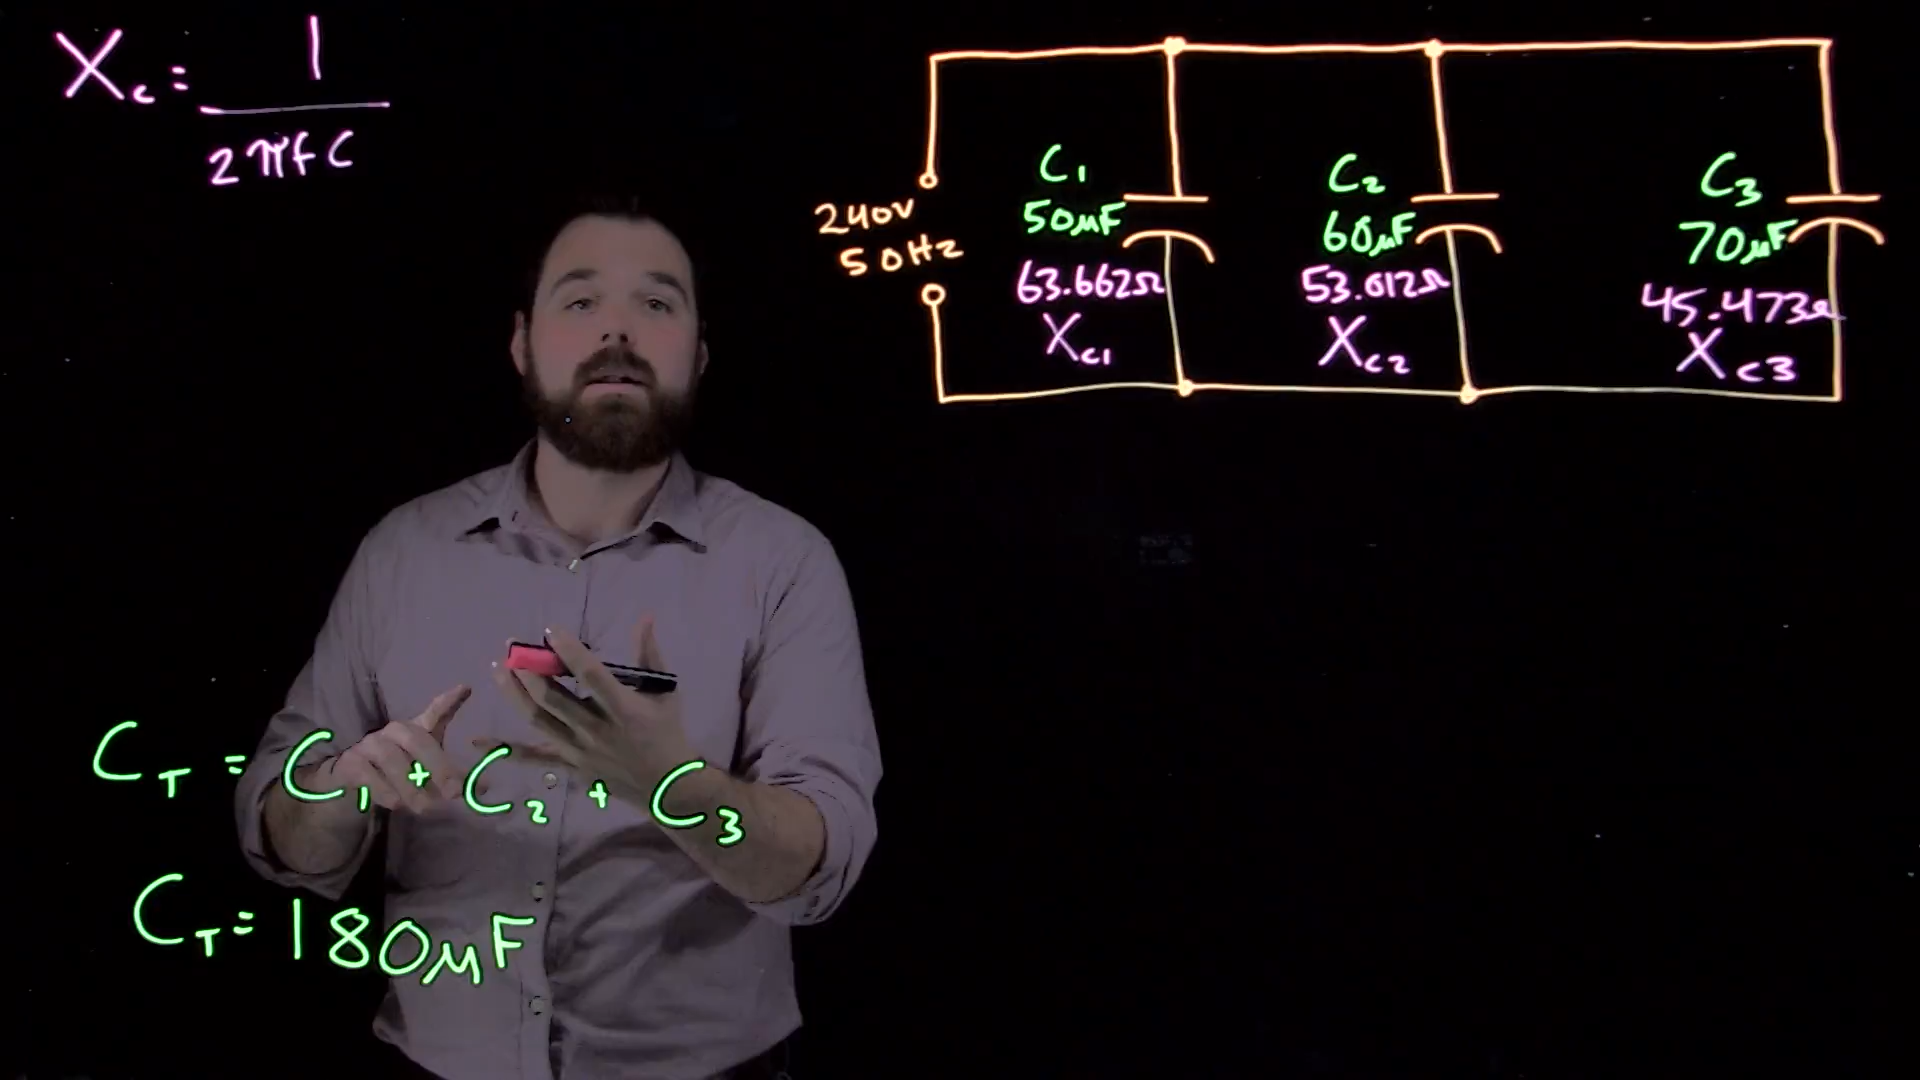 Xc = 1
2πfC
240V
50Hz
C1
50μF
63.662Ω
Xc1
C2
60μF
53.012Ω
Xc2
C3
70μF
45.473Ω
Xc3
CT = C1 + C2 + C3
CT = 180μF